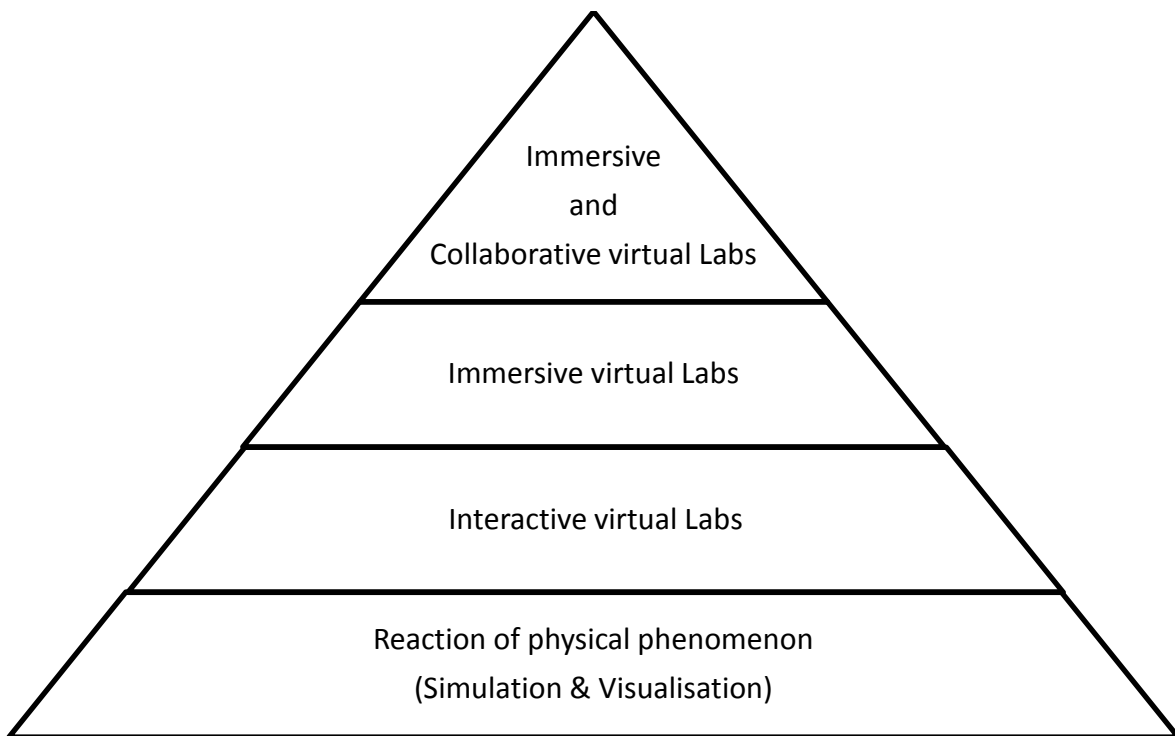 Immersive
and
Collaborative virtual Labs
Immersive virtual Labs
Interactive virtual Labs
Reaction of physical phenomenon
(Simulation & Visualisation)